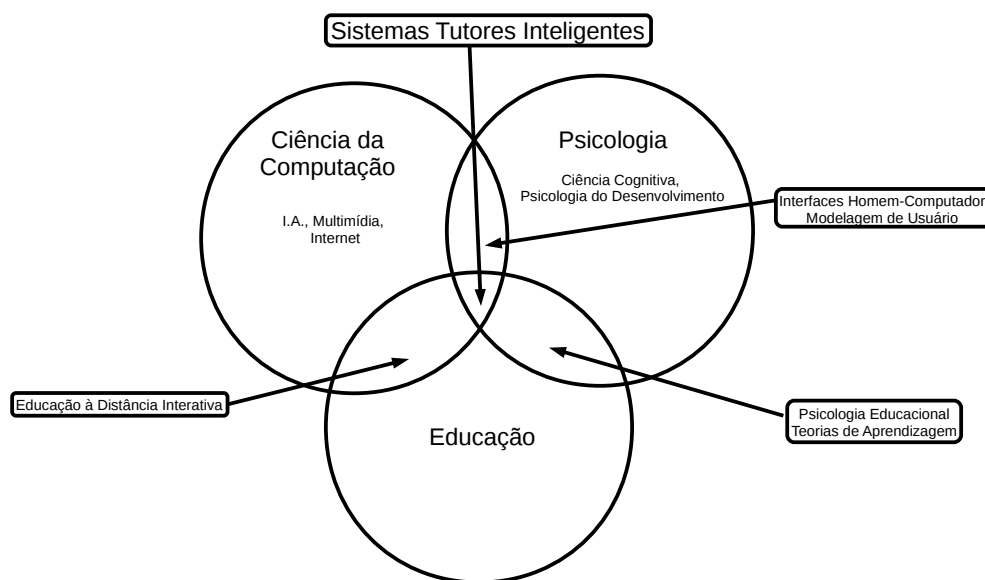 Sistemas Tutores Inteligentes
Ciência da
Computação
I.A., Multimídia,
Internet
Psicologia
Ciência Cognitiva,
Psicologia do Desenvolvimento
Interfaces Homem-Computador
Modelagem de Usuário
Educação à Distância Interativa
Educação
Psicologia Educacional
Teorias de Aprendizagem